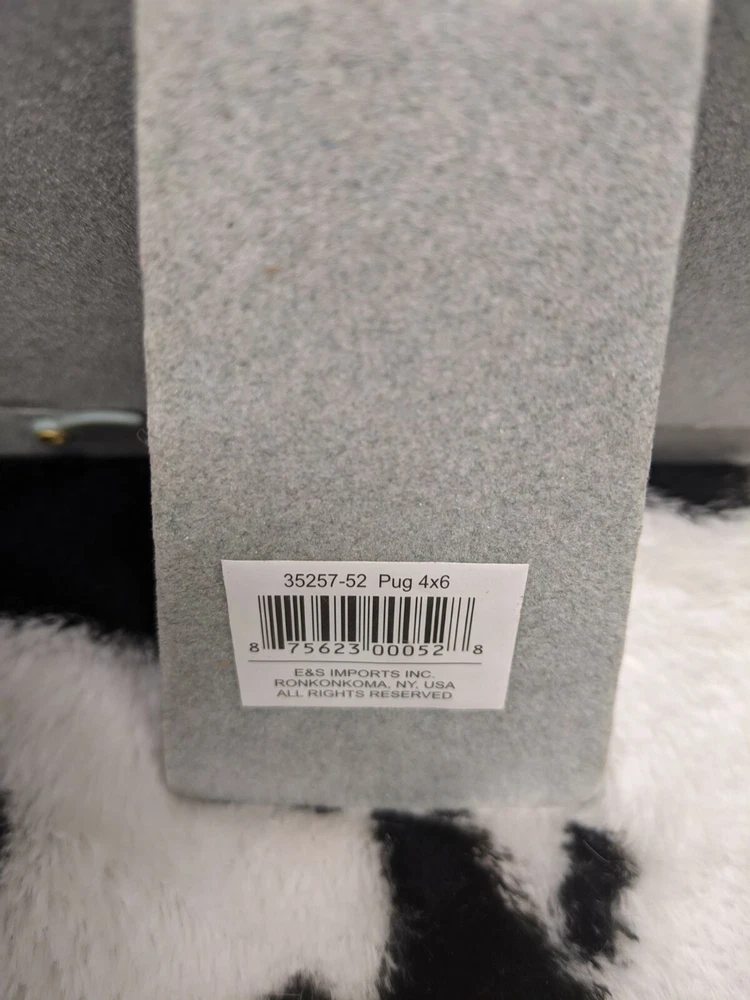 35257-52 Pug 4x6
8 75623 00052 8
E&S IMPORTS INC.
RONKONKOMA, NY, USA
ALL RIGHTS RESERVED